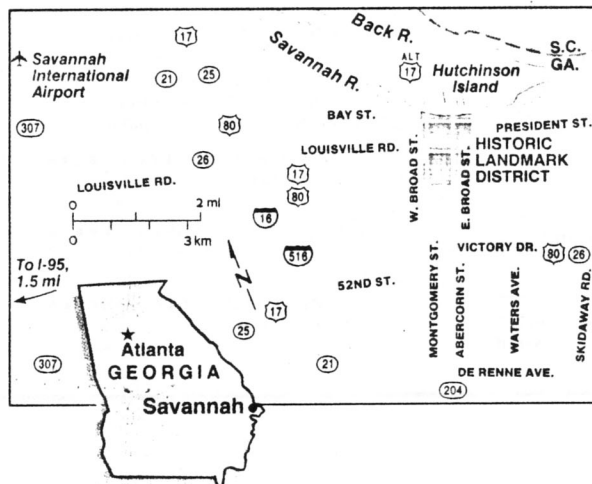 Savannah
International
Airport
17
21
25
307
80
26
Back R.
Savannah R.
ALT
17
Hutchinson
Island
S.C.
GA.
BAY ST.
PRESIDENT ST.
LOUISVILLE RD.
W. BROAD ST.
E. BROAD ST.
HISTORIC
LANDMARK
DISTRICT
17
80
LOUISVILLE RD.
0 2 mi
0 3 km
16
516
N
To I-95,
1.5 mi
VICTORY DR.
80
26
52ND ST.
MONTGOMERY ST.
ABERCORN ST.
WATERS AVE.
SKIDAWAY RD.
17
25
21
307
DE RENNE AVE.
204
Atlanta
GEORGIA
Savannah